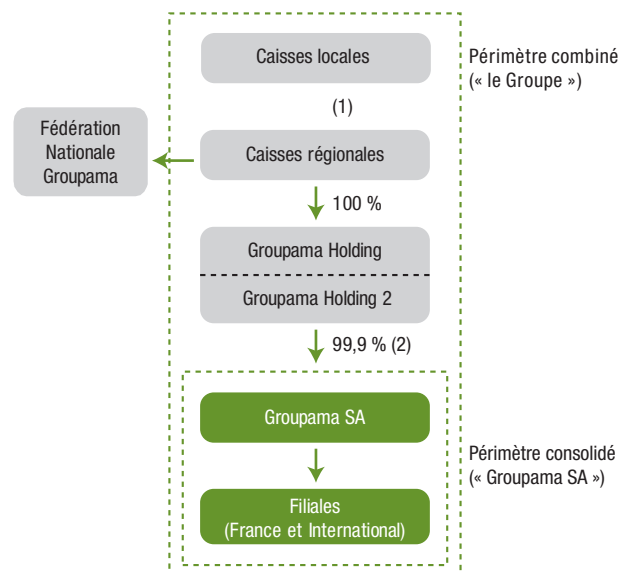 Caisses locales
Périmètre combiné
(« le Groupe »)
(1)
Fédération
Nationale
Groupama
Caisses régionales
100 %
Groupama Holding
Groupama Holding 2
99,9 % (2)
Groupama SA
Périmètre consolidé
(« Groupama SA »)
Filiales
(France et International)